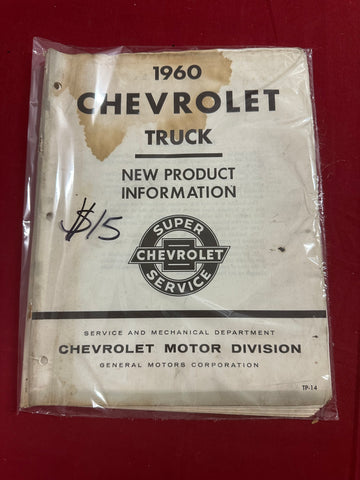 1960
CHEVROLET
TRUCK
NEW PRODUCT
INFORMATION
$15
SUPER
CHEVROLET
SERVICE
SERVICE AND MECHANICAL DEPARTMENT
CHEVROLET MOTOR DIVISION
GENERAL MOTORS CORPORATION
TP-14